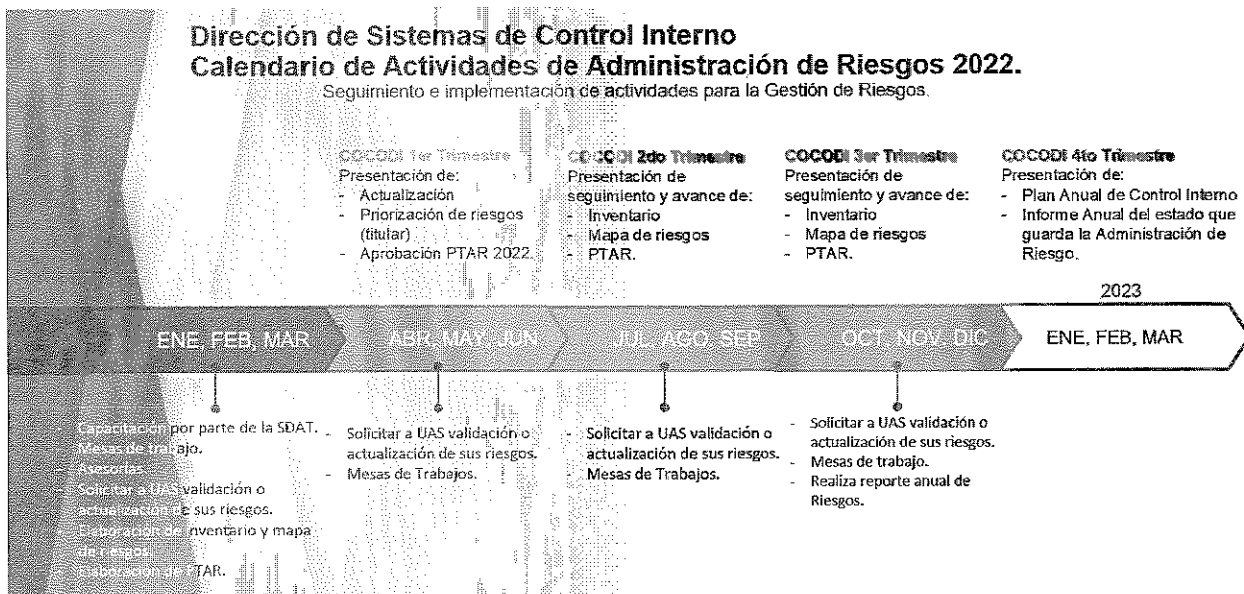 Dirección de Sistemas de Control Interno
Calendario de Actividades de Administración de Riesgos 2022.
Seguimiento e implementación de actividades para la Gestión de Riesgos.
COCODI 1er Trimestre
Presentación de:
- Actualización
- Priorización de riesgos
(titular)
- Aprobación PTAR 2022.
COCODI 2do Trimestre
Presentación de
seguimiento y avance de:
- Inventario
- Mapa de riesgos
- PTAR.
COCODI 3er Trimestre
Presentación de
seguimiento y avance de:
- Inventario
- Mapa de riesgos
- PTAR.
COCODI 4to Trimestre
Presentación de:
- Plan Anual de Control Interno
- Informe Anual del estado que
guarda la Administración de
Riesgo.
2023
ENE, FEB, MAR
ABR, MAY, JUN
JUL, AGO, SEP
OCT, NOV, DIC
ENE, FEB, MAR
Capacitación por parte de la SDAT.
Mesas de trabajo.
Asesorías
Solicitar a UAS validación o
actualización de sus riesgos.
Elaboración de inventario y mapa
de riesgos
Elaboración de PTAR.
- Solicitar a UAS validación o
actualización de sus riesgos.
- Mesas de Trabajos.
- Solicitar a UAS validación o
actualización de sus riesgos.
Mesas de Trabajos.
- Solicitar a UAS validación o
actualización de sus riesgos.
- Mesas de trabajo.
- Realiza reporte anual de
Riesgos.